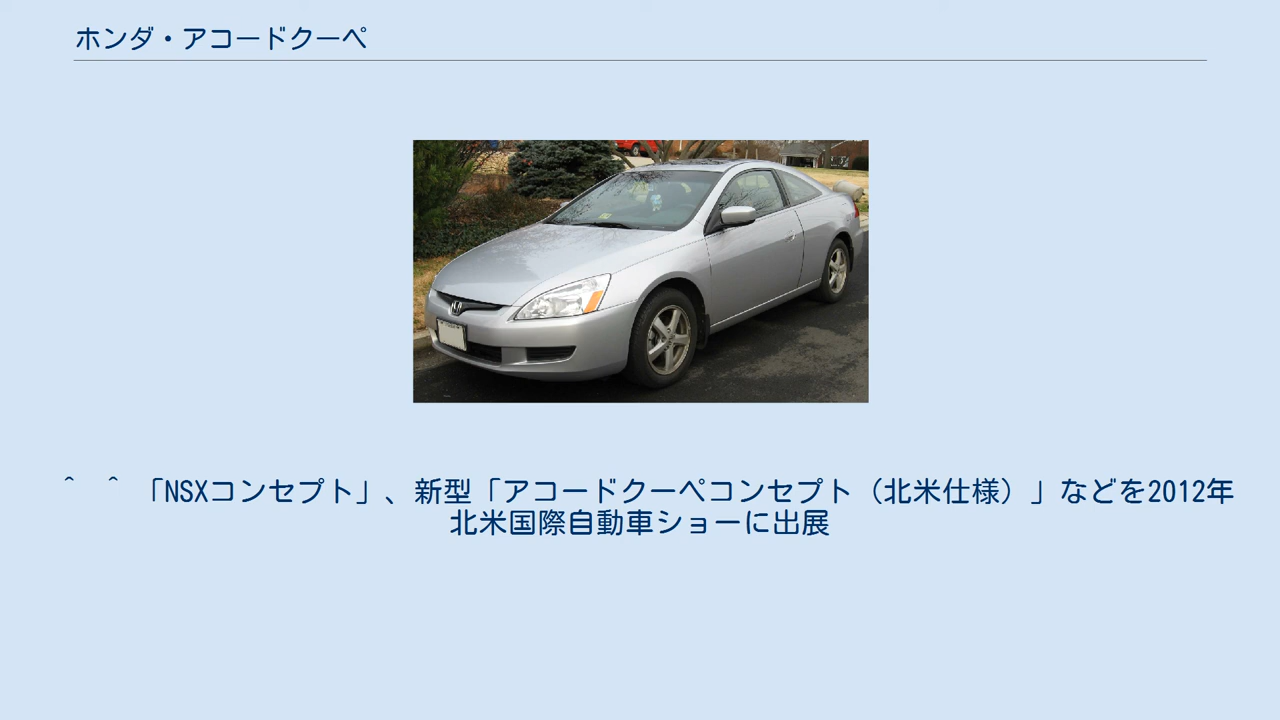 ホンダ・アコードクーペ
^ ^ 「NSXコンセプト」、新型「アコードクーペコンセプト（北米仕様）」などを2012年
北米国際自動車ショーに出展